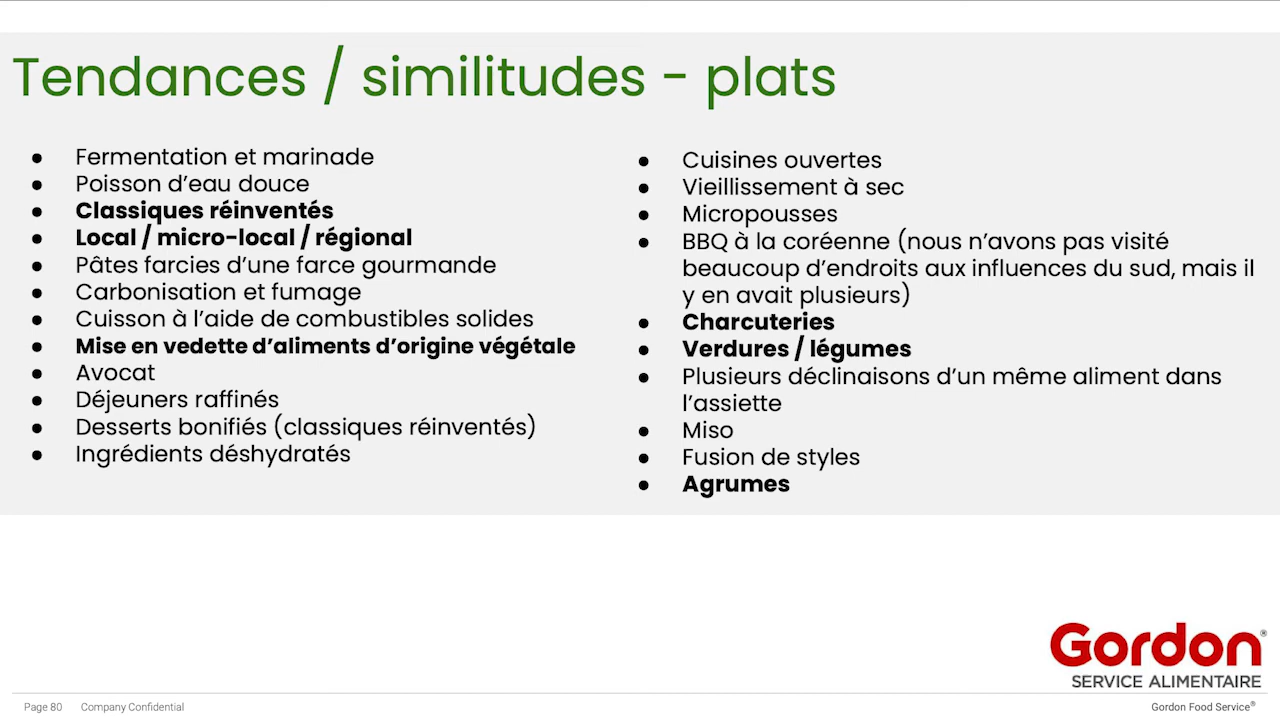 Tendances / similitudes - plats
● Fermentation et marinade
● Poisson d’eau douce
● Classiques réinventés
● Local / micro-local / régional
● Pâtes farcies d’une farce gourmande
● Carbonisation et fumage
● Cuisson à l’aide de combustibles solides
● Mise en vedette d’aliments d’origine végétale
● Avocat
● Déjeuners raffinés
● Desserts bonifiés (classiques réinventés)
● Ingrédients déshydratés
● Cuisines ouvertes
● Vieillissement à sec
● Micropousses
● BBQ à la coréenne (nous n’avons pas visité
beaucoup d’endroits aux influences du sud, mais il
y en avait plusieurs)
● Charcuteries
● Verdures / légumes
● Plusieurs déclinaisons d’un même aliment dans
l’assiette
● Miso
● Fusion de styles
● Agrumes
Gordon®
SERVICE ALIMENTAIRE
Page 80 Company Confidential
Gordon Food Service®